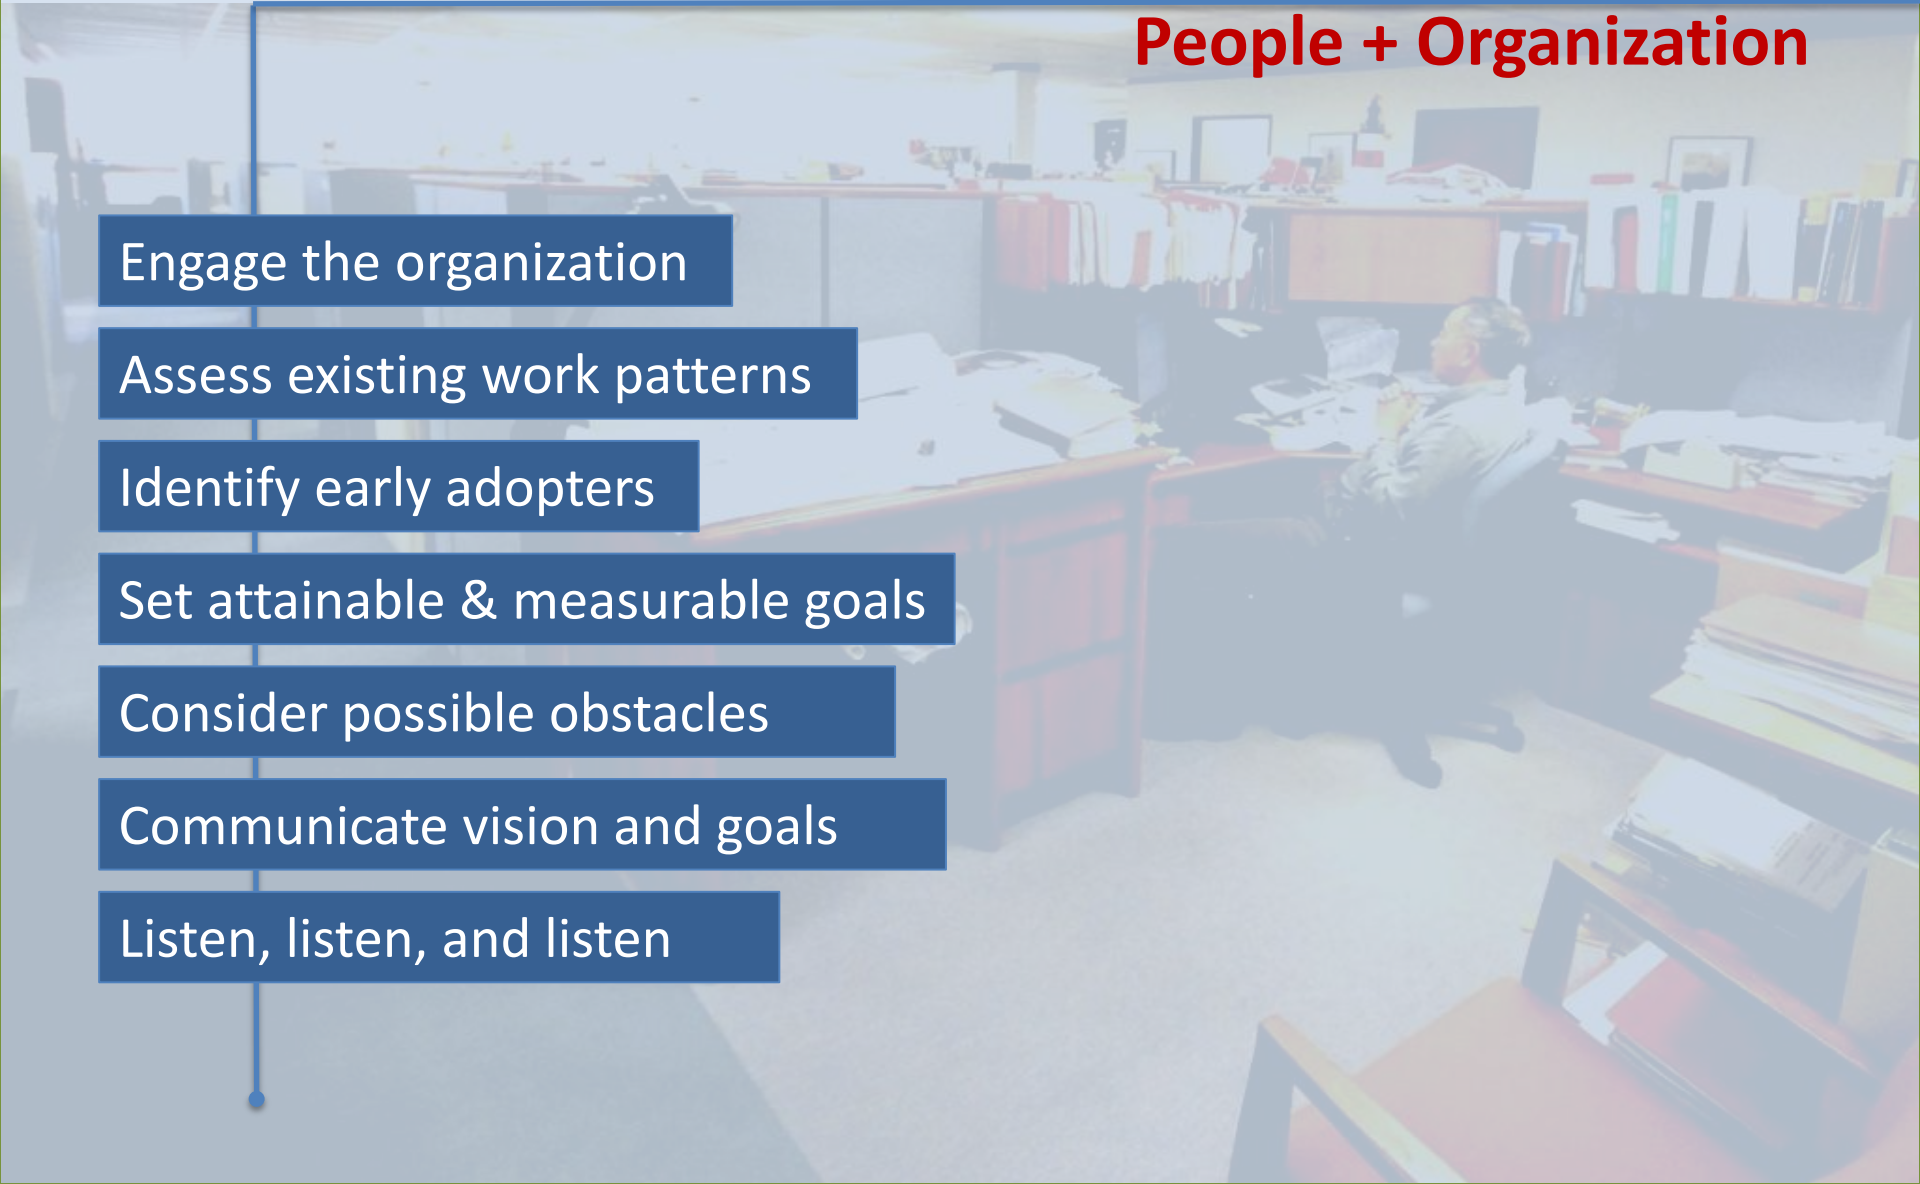 People + Organization
Engage the organization
Assess existing work patterns
Identify early adopters
Set attainable & measurable goals
Consider possible obstacles
Communicate vision and goals
Listen, listen, and listen